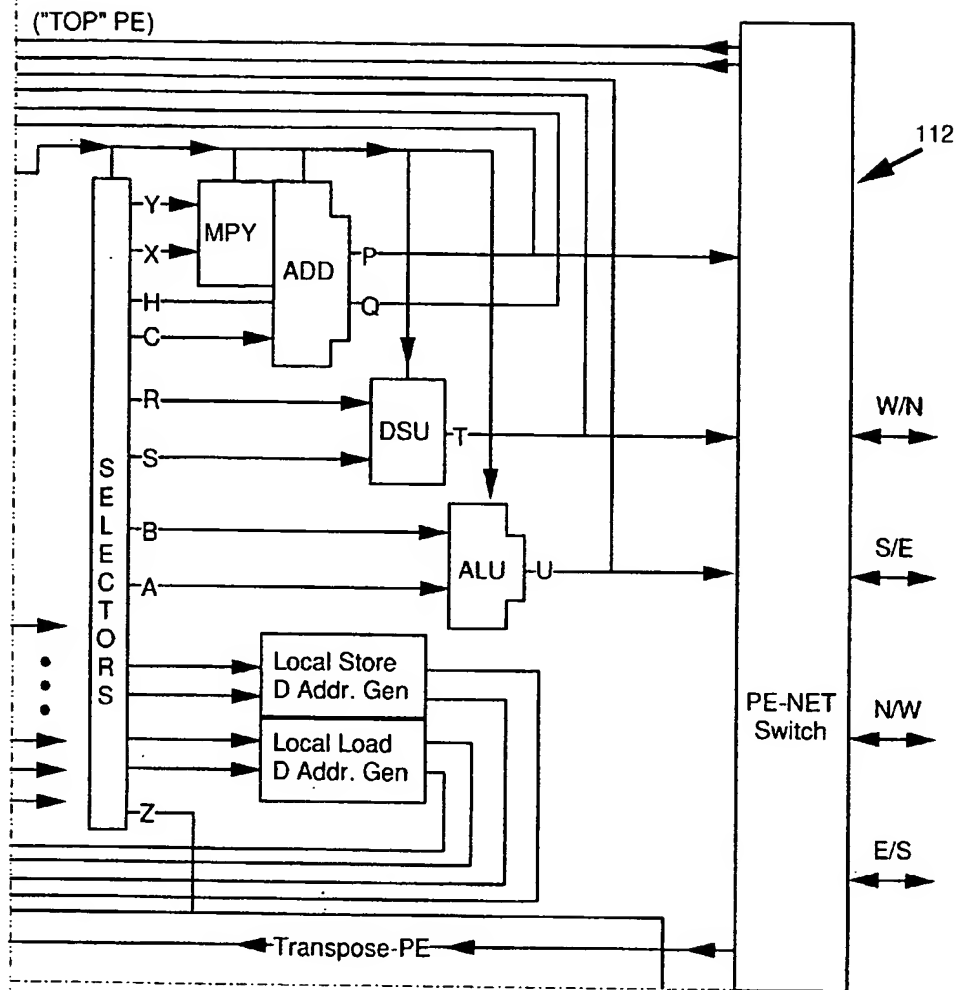 ("TOP" PE)
112
Y
X
H
C
R
S
B
A
Z
MPY
ADD
P
Q
DSU
T
ALU
U
SELECTORS
Local Store
D Addr. Gen
Local Load
D Addr. Gen
PE-NET
Switch
W/N
S/E
N/W
E/S
Transpose-PE